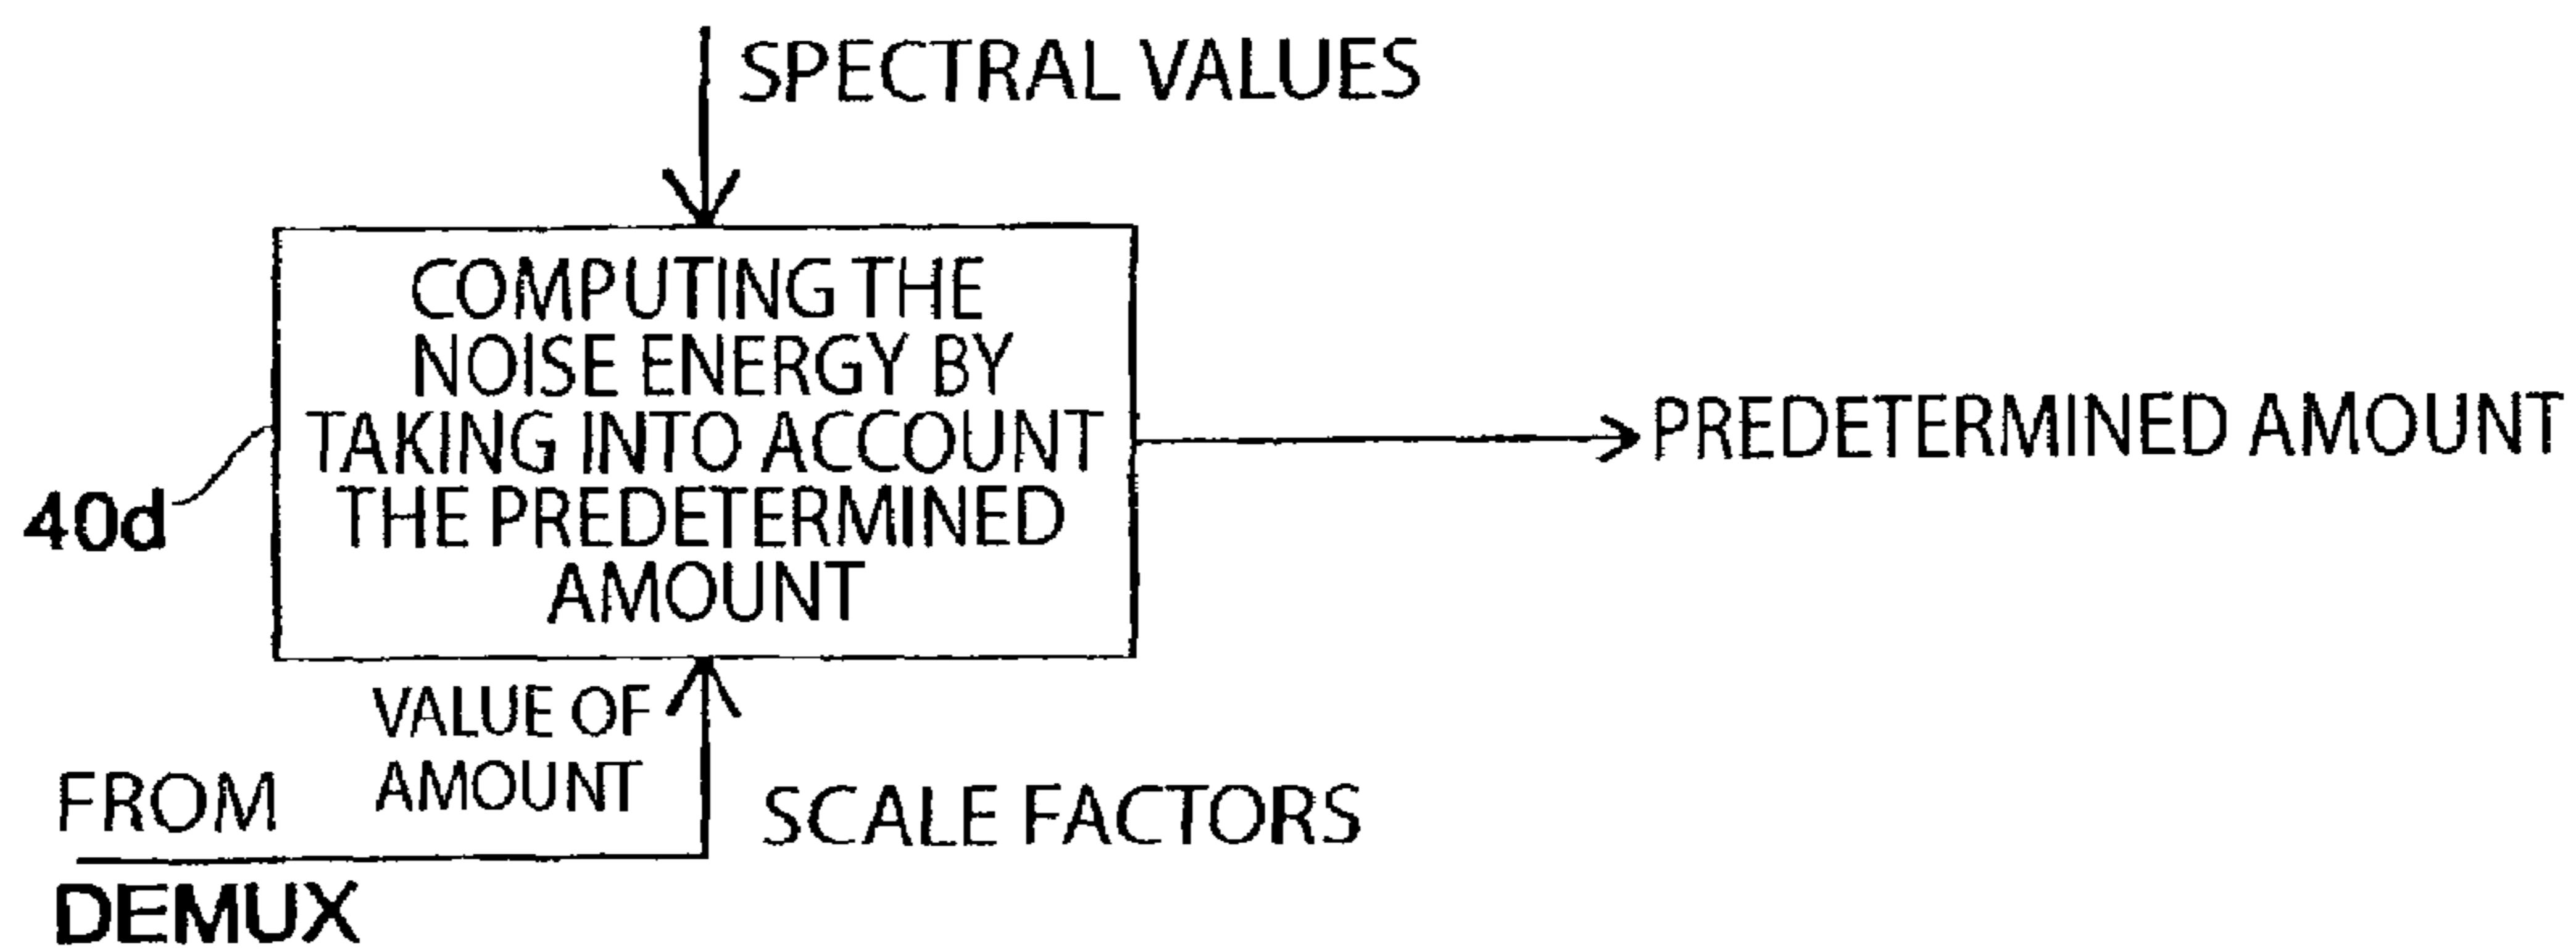 SPECTRAL VALUES
COMPUTING THE
NOISE ENERGY BY
TAKING INTO ACCOUNT
THE PREDETERMINED
AMOUNT
PREDETERMINED AMOUNT
40d
VALUE OF
AMOUNT
FROM
DEMUX
SCALE FACTORS